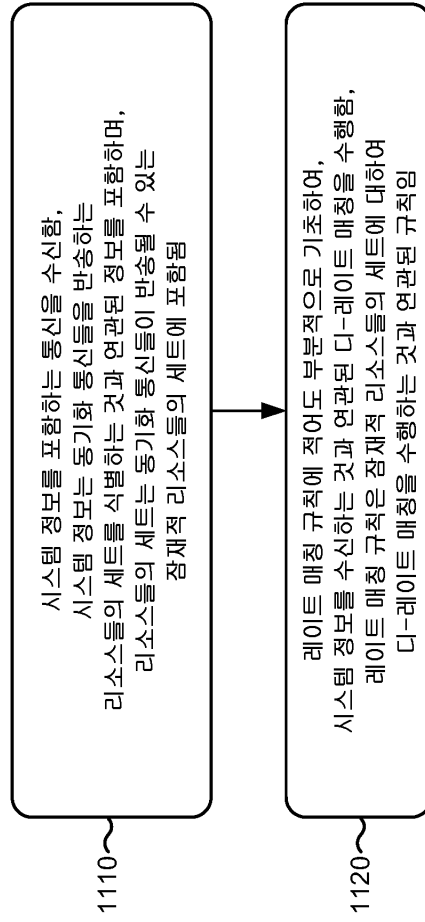 시스템 정보를 포함하는 통신을 수신함,
시스템 정보는 동기화 통신들을 반송하는
리소스들의 세트를 식별하는 것과 연관된 정보를 포함하며,
리소스들의 세트는 동기화 통신들이 반송될 수 있는
잠재적 리소스들의 세트에 포함됨
1110
레이트 매칭 규칙에 적어도 부분적으로 기초하여,
시스템 정보를 수신하는 것과 연관된 디-레이트 매칭을 수행함,
레이트 매칭 규칙은 잠재적 리소스들의 세트에 대하여
디-레이트 매칭을 수행하는 것과 연관된 규칙임
1120